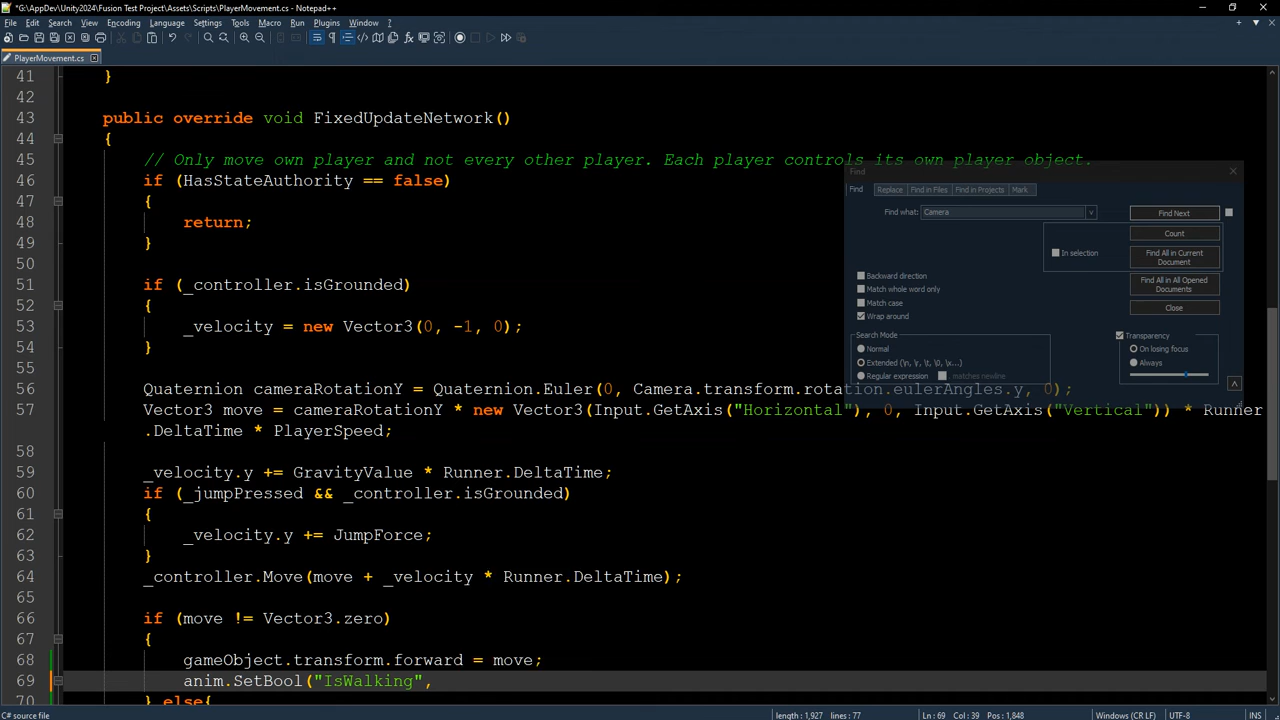 *G:\AppDev\Unity2024\Fusion Test Project\Assets\Scripts\PlayerMovement.cs - Notepad++
File Edit Search View Encoding Language Settings Tools Macro Run Plugins Window ?
PlayerMovement.cs
41 }
42
43 public override void FixedUpdateNetwork()
44 {
45 // Only move own player and not every other player. Each player controls its own player object.
46 if (HasStateAuthority == false)
47 {
48 return;
49 }
50
51 if (_controller.isGrounded)
52 {
53 _velocity = new Vector3(0, -1, 0);
54 }
55
56 Quaternion cameraRotationY = Quaternion.Euler(0, Camera.transform.rotation.eulerAngles.y, 0);
57 Vector3 move = cameraRotationY * new Vector3(Input.GetAxis("Horizontal"), 0, Input.GetAxis("Vertical")) * Runner
.DeltaTime * PlayerSpeed;
58
59 _velocity.y += GravityValue * Runner.DeltaTime;
60 if (_jumpPressed && _controller.isGrounded)
61 {
62 _velocity.y += JumpForce;
63 }
64 _controller.Move(move + _velocity * Runner.DeltaTime);
65
66 if (move != Vector3.zero)
67 {
68 gameObject.transform.forward = move;
69 anim.SetBool("IsWalking",
70 } else{
Find
Find Replace Find in Files Find in Projects Mark
Find what: Camera
Find Next
Count
In selection
Find All in Current Document
Find All in All Opened Documents
Close
Backward direction
Match whole word only
Match case
Wrap around
Search Mode
Normal
Extended (\n, \r, \t, \0, \x...)
Regular expression
. matches newline
Transparency
On losing focus
Always
C# source file length : 1,927 lines : 77 Ln : 69 Col : 39 Pos : 1,848 Windows (CR LF) UTF-8 INS